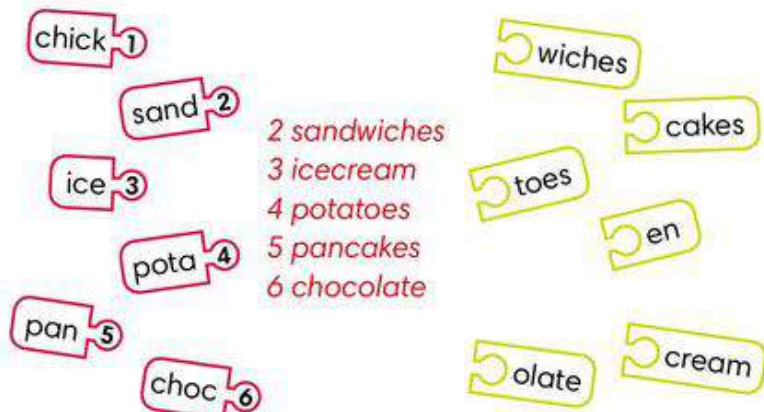 chick 1
sand 2
ice 3
pota 4
pan 5
choc 6
2 sandwiches
3 icecream
4 potatoes
5 pancakes
6 chocolate
wiches
cakes
toes
en
cream
olate